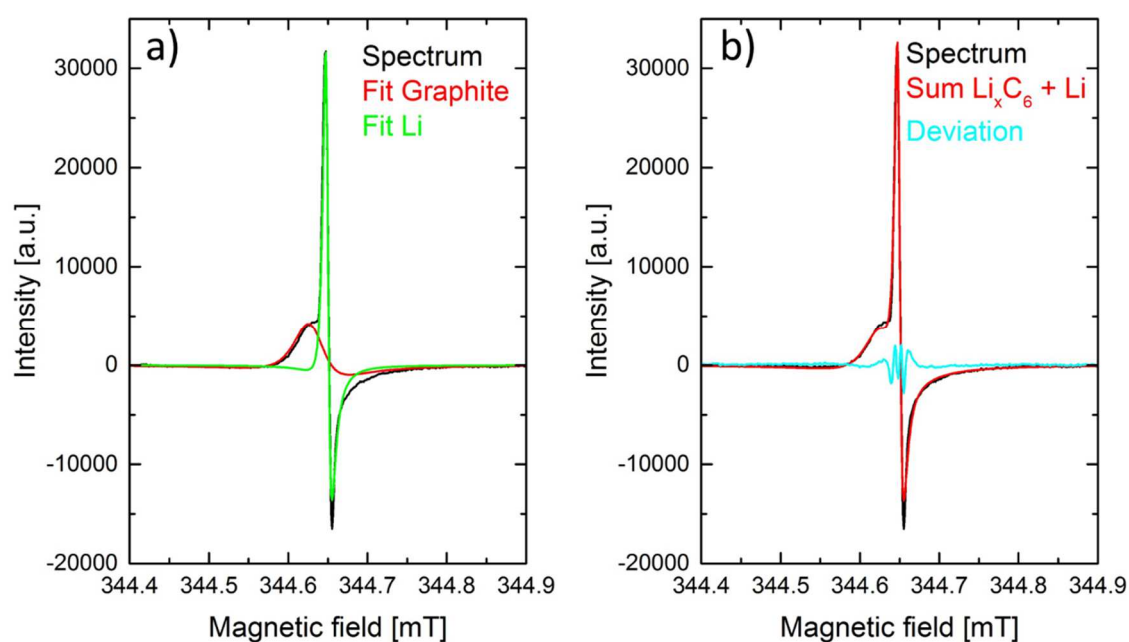 a)
Spectrum
Fit Graphite
Fit Li
30000
20000
10000
0
-10000
-20000
Intensity [a.u.]
344.4 344.5 344.6 344.7 344.8 344.9
Magnetic field [mT]
b)
Spectrum
Sum LiₓC₆ + Li
Deviation
30000
20000
10000
0
-10000
-20000
Intensity [a.u.]
344.4 344.5 344.6 344.7 344.8 344.9
Magnetic field [mT]